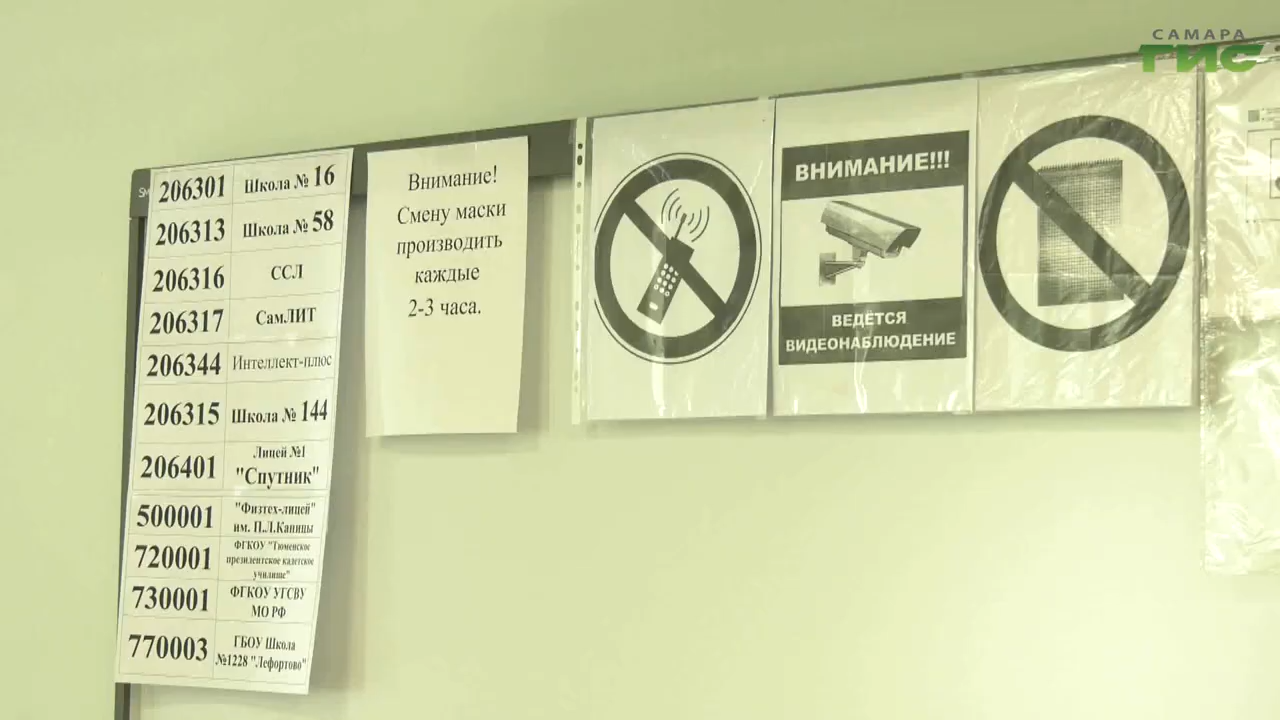 САМАРА
ГИС
206301 Школа № 16
206313 Школа № 58
206316 ССЛ
206317 СамЛИТ
206344 Интеллект-плюс
206315 Школа № 144
206401 Лицей №1
"Спутник"
500001 "Физтех-лицей"
им. П.Л.Капицы
720001 ФГКОУ "Тюменское
президентское кадетское
училище"
730001 ФГКОУ УГСВУ
МО РФ
770003 ГБОУ Школа
№1228 "Лефортово"
Внимание!
Смену маски
производить
каждые
2-3 часа.
ВНИМАНИЕ!!!
ВЕДЁТСЯ
ВИДЕОНАБЛЮДЕНИЕ